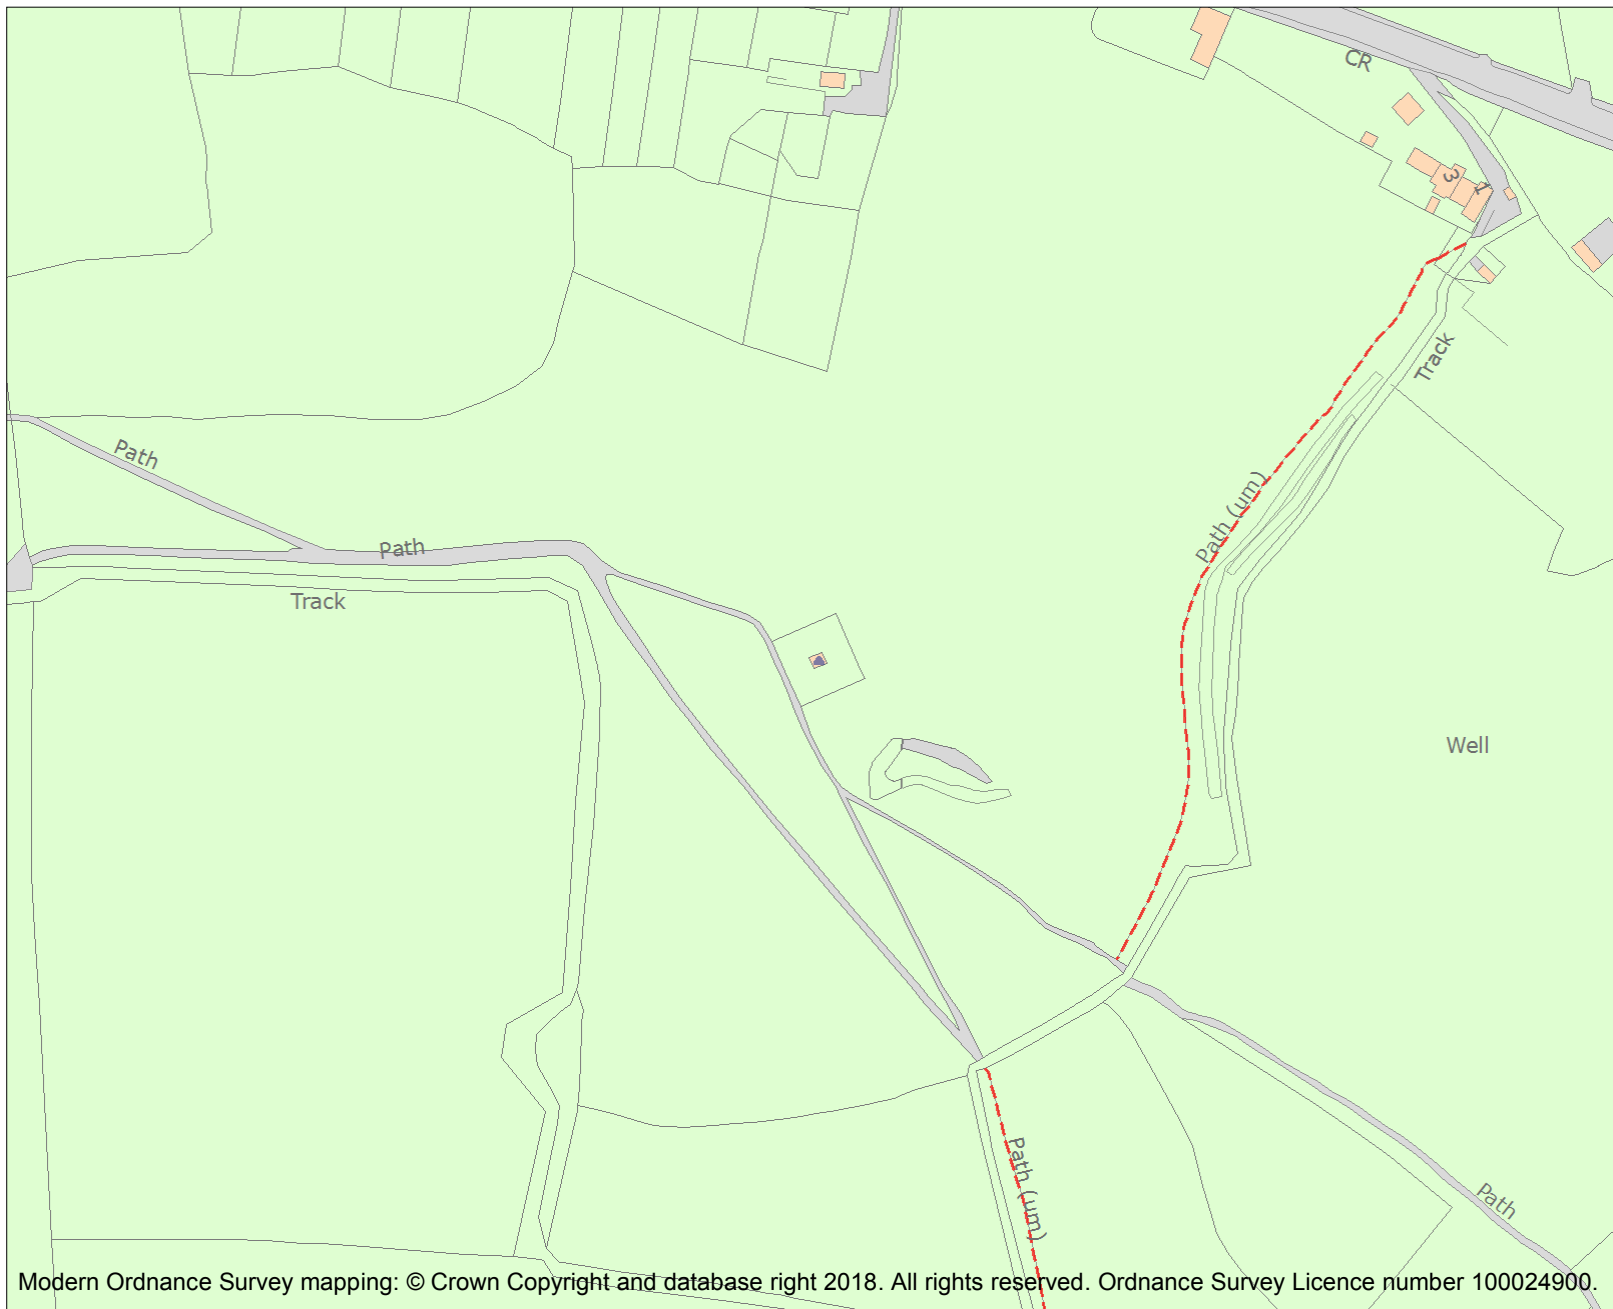 CR
3
1
Track
Path
Path (um)
Path
Track
Well
Path (um)
Path
Modern Ordnance Survey mapping: © Crown Copyright and database right 2018. All rights reserved. Ordnance Survey Licence number 100024900.